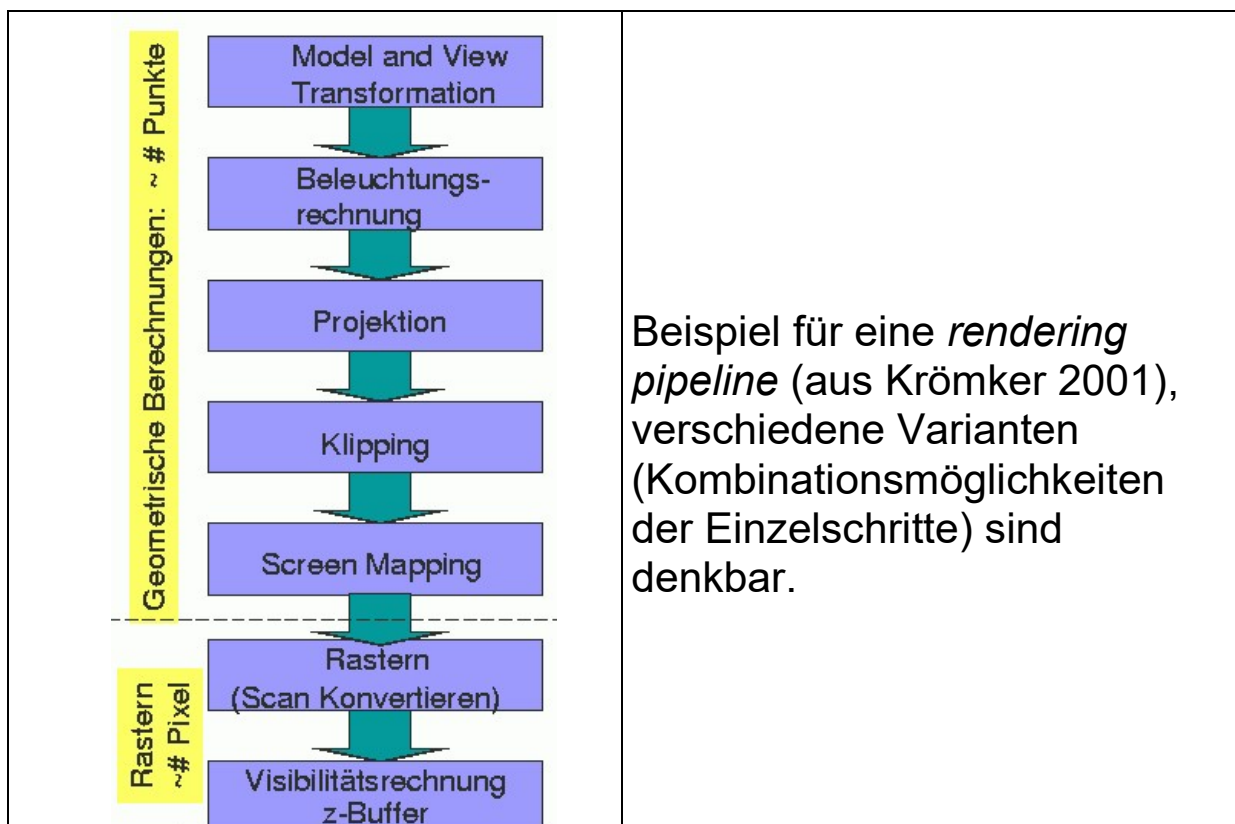 Geometrische Berechnungen: ~ # Punkte
Model and View
Transformation
Beleuchtungs-
rechnung
Projektion
Klipping
Screen Mapping
Rastern
~# Pixel
Rastern
(Scan Konvertieren)
Visibilitätsrechnung
z-Buffer
Beispiel für eine rendering
pipeline (aus Krömker 2001),
verschiedene Varianten
(Kombinationsmöglichkeiten
der Einzelschritte) sind
denkbar.